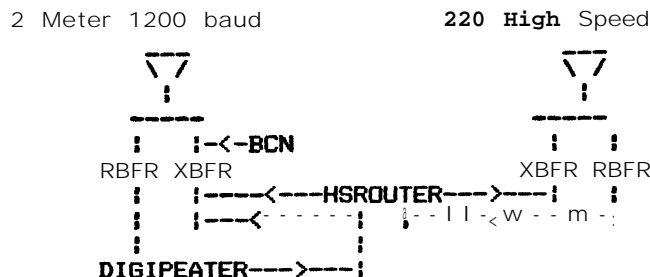 2 Meter 1200 baud 220 High Speed
BCN
RBFR XBFR XBFR RBFR
HSROUTER
DIGIPEATER